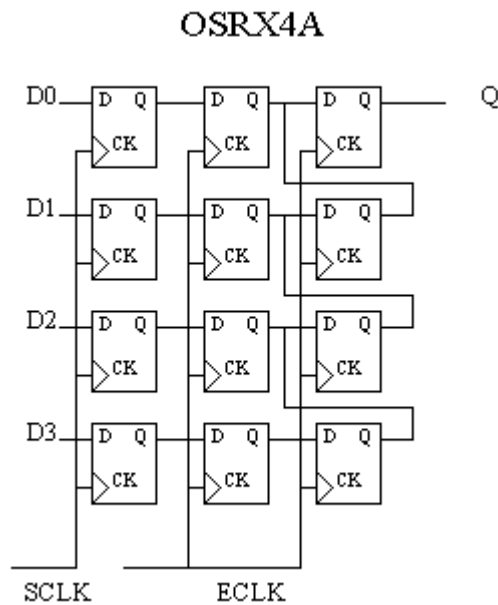 OSRX4A
D0 D Q D Q D Q Q
CK CK CK
D1 D Q D Q D Q
CK CK CK
D2 D Q D Q D Q
CK CK CK
D3 D Q D Q D Q
CK CK CK
SCLK ECLK